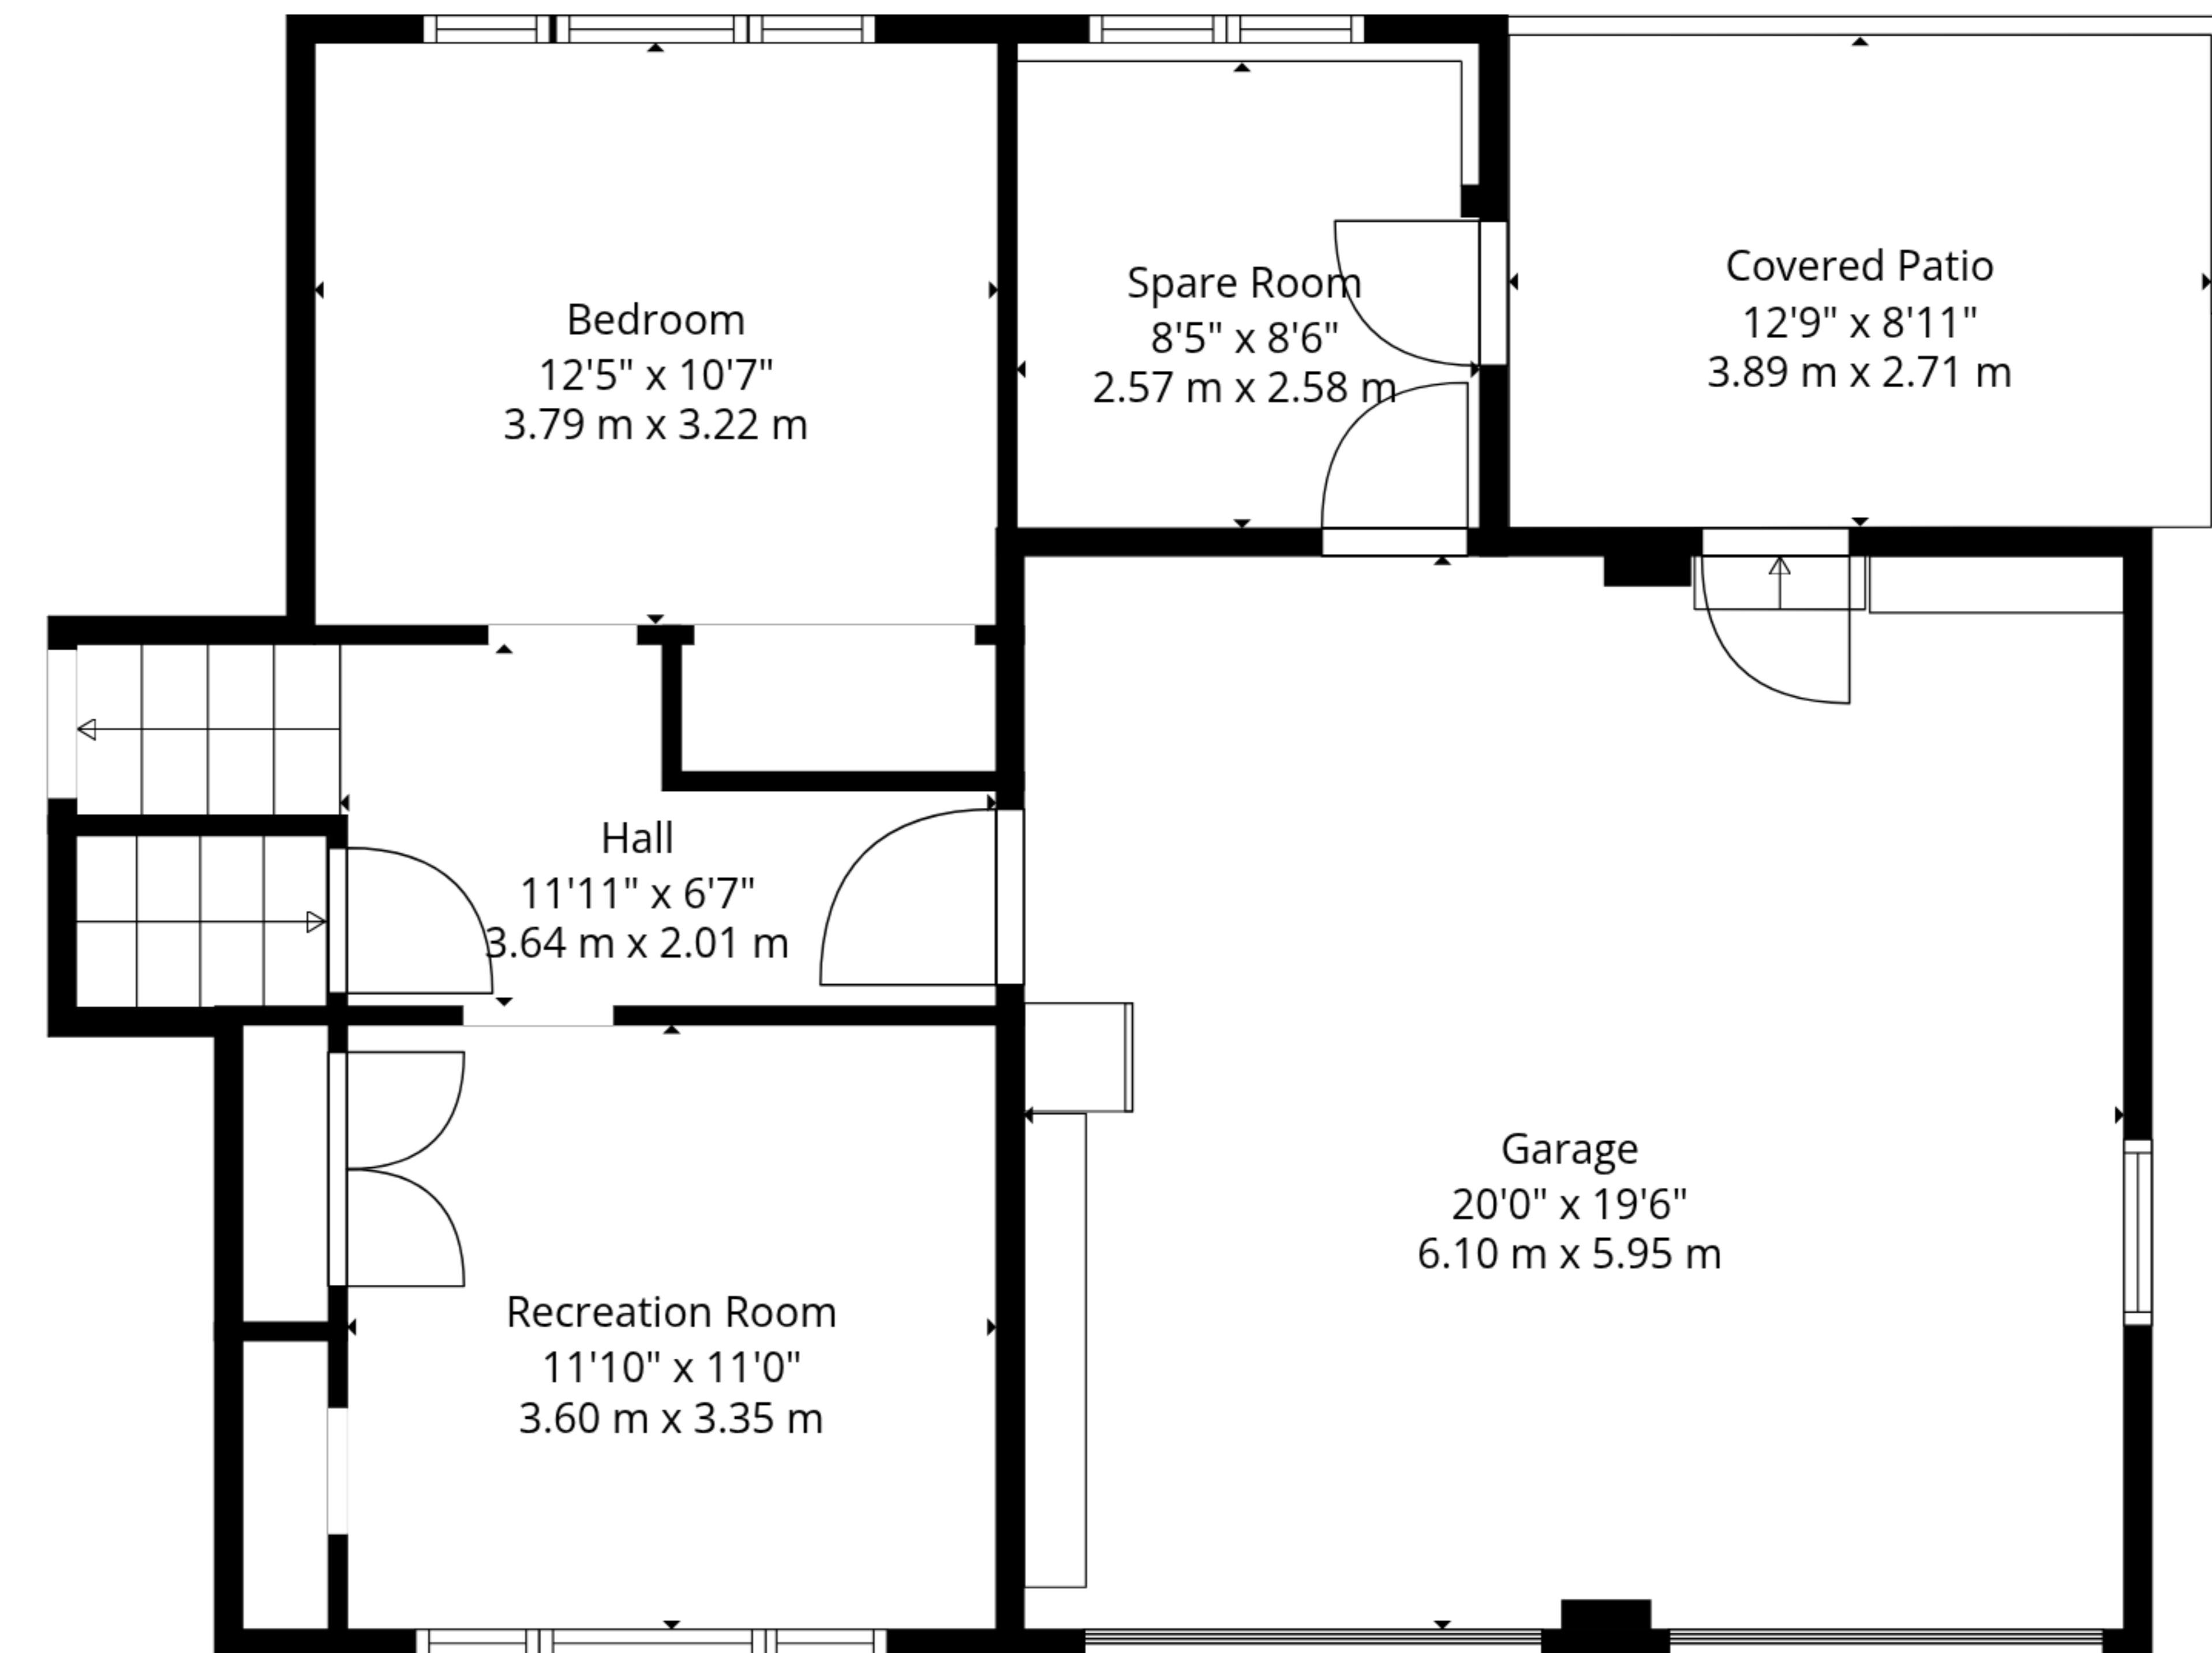 Bedroom
12'5" x 10'7"
3.79 m x 3.22 m
Spare Room
8'5" x 8'6"
2.57 m x 2.58 m
Covered Patio
12'9" x 8'11"
3.89 m x 2.71 m
Hall
11'11" x 6'7"
3.64 m x 2.01 m
Garage
20'0" x 19'6"
6.10 m x 5.95 m
Recreation Room
11'10" x 11'0"
3.60 m x 3.35 m